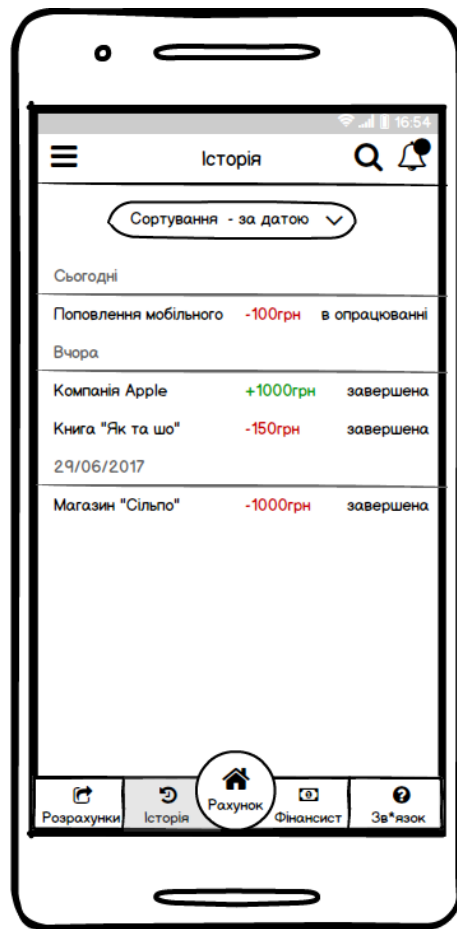 16:54
Історія
Сортування - за датою
Сьогодні
Поповлення мобільного -100грн в опрацюванні
Вчора
Компанія Apple +1000грн завершена
Книга "Як та шо" -150грн завершена
29/06/2017
Магазин "Сільпо" -1000грн завершена
Розрахунки Історія Рахунок Фінансист Зв*язок